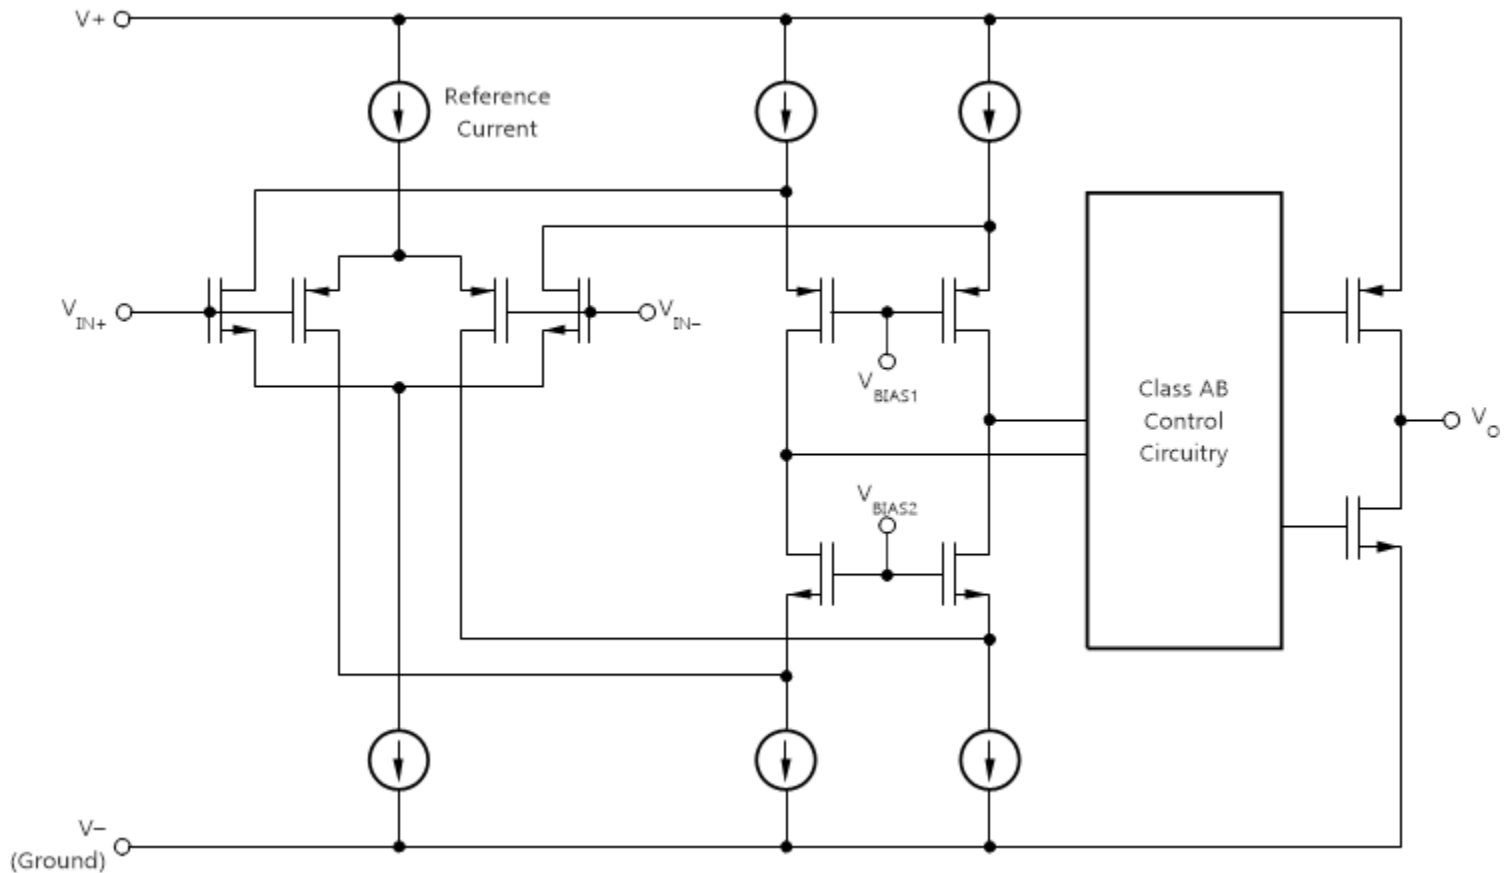 V+
Reference
Current
VIN+
VIN−
VBIAS1
Class AB
Control
Circuitry
VO
VBIAS2
V−
(Ground)